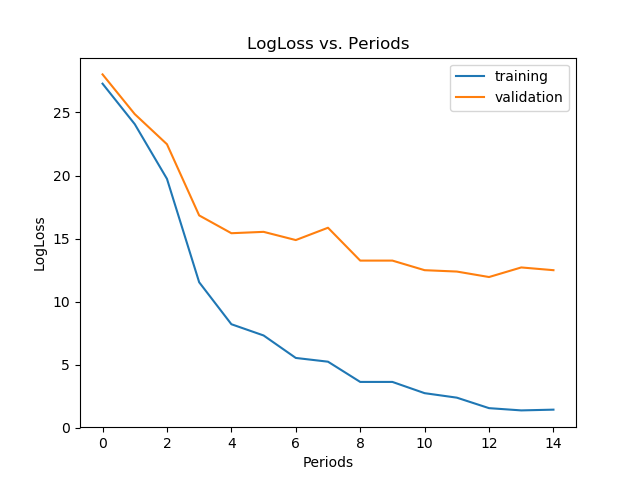 LogLoss vs. Periods
training
validation
25
20
15
10
5
0
LogLoss
0 2 4 6 8 10 12 14
Periods